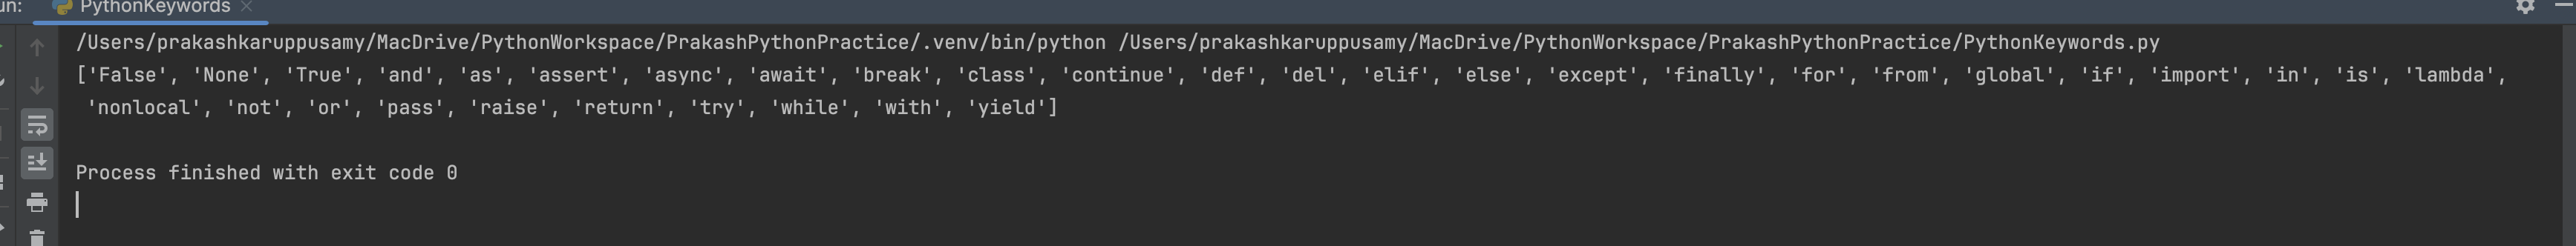 un:
PythonKeywords
/Users/prakashkaruppusamy/MacDrive/PythonWorkspace/PrakashPythonPractice/.venv/bin/python /Users/prakashkaruppusamy/MacDrive/PythonWorkspace/PrakashPythonPractice/PythonKeywords.py
['False', 'None', 'True', 'and', 'as', 'assert', 'async', 'await', 'break', 'class', 'continue', 'def', 'del', 'elif', 'else', 'except', 'finally', 'for', 'from', 'global', 'if', 'import', 'in', 'is', 'lambda',
'nonlocal', 'not', 'or', 'pass', 'raise', 'return', 'try', 'while', 'with', 'yield']
Process finished with exit code 0